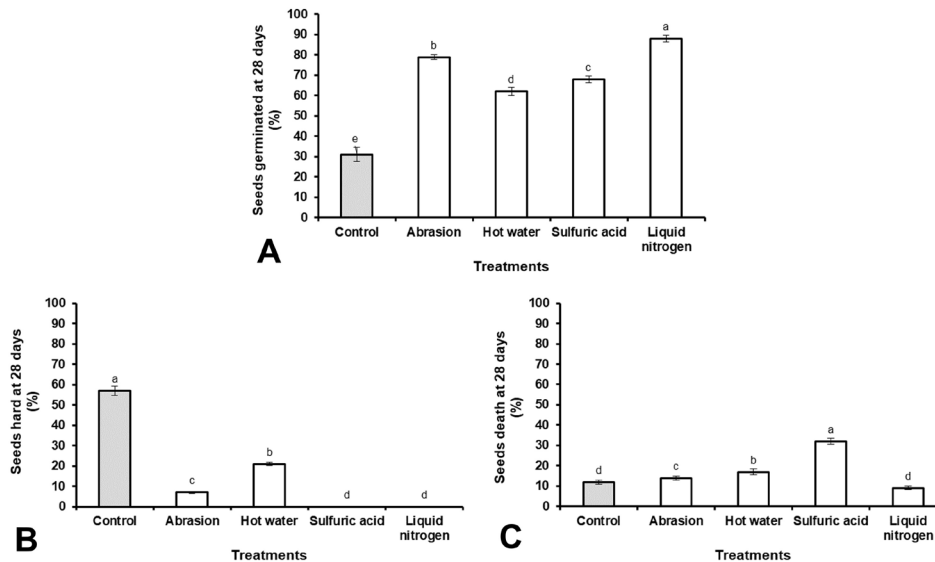 Seeds germinated at 28 days
(%)
100
90
80
70
60
50
40
30
20
10
0
e
b
d
c
a
Control
Abrasion
Hot water
Sulfuric acid
Liquid
nitrogen
Treatments
A
Seeds hard at 28 days
(%)
100
90
80
70
60
50
40
30
20
10
0
a
c
b
d
d
Control
Abrasion
Hot water
Sulfuric acid
Liquid
nitrogen
Treatments
B
Seeds death at 28 days
(%)
100
90
80
70
60
50
40
30
20
10
0
d
c
b
a
d
Control
Abrasion
Hot water
Sulfuric acid
Liquid
nitrogen
Treatments
C